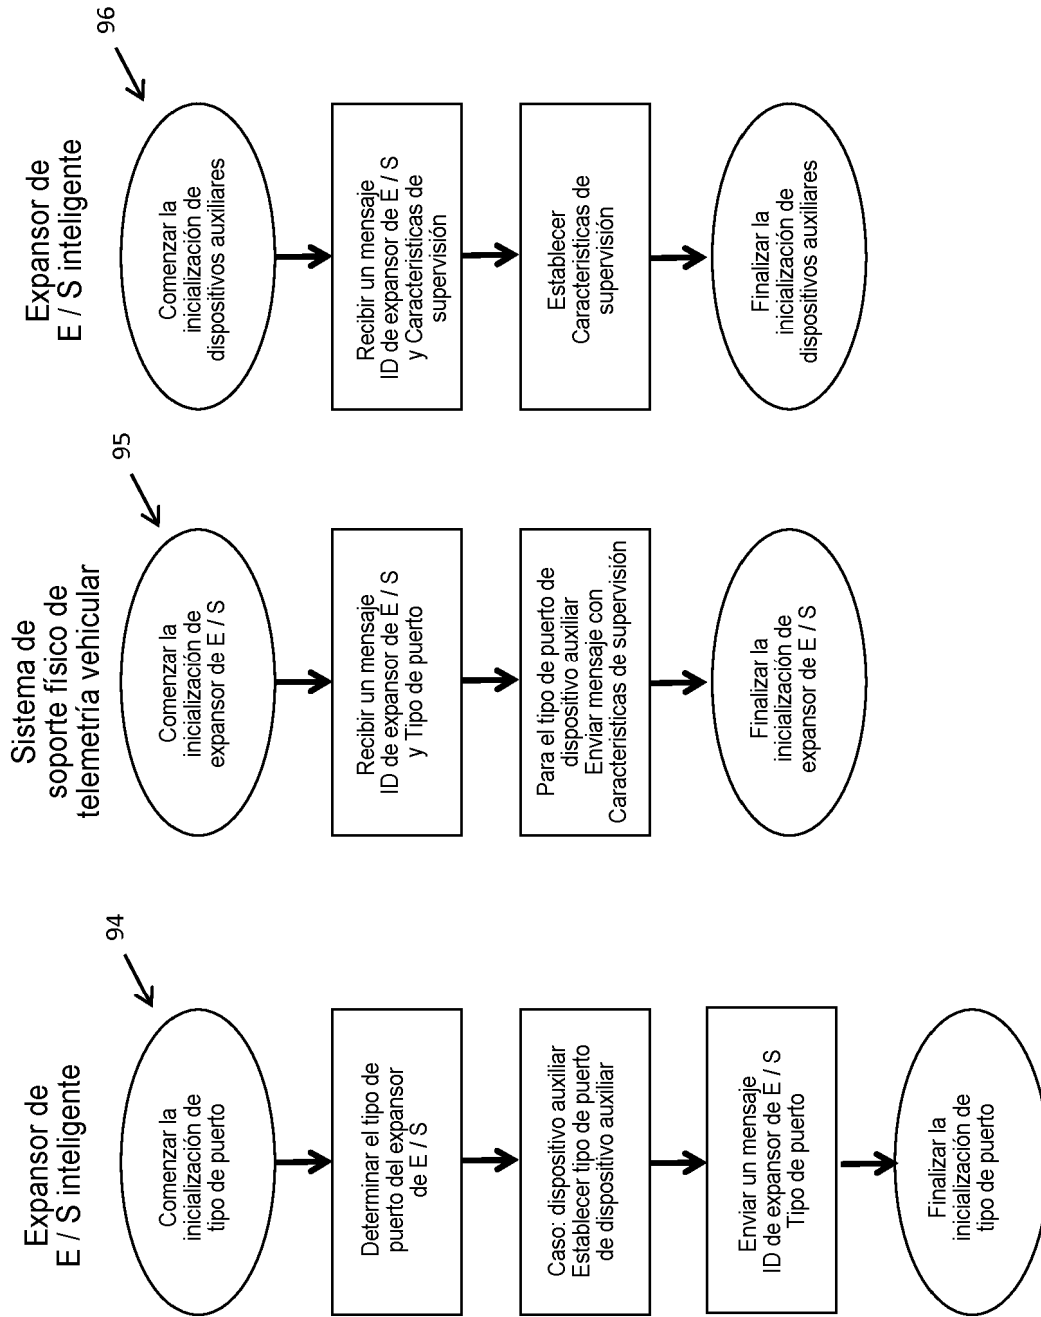 Expansor de
E / S inteligente
94
Comenzar la
inicialización de
tipo de puerto
Determinar el tipo de
puerto del expansor
de E / S
Caso: dispositivo auxiliar
Establecer tipo de puerto
de dispositivo auxiliar
Enviar un mensaje
ID de expansor de E / S
Tipo de puerto
Finalizar la
inicialización de
tipo de puerto
Sistema de
soporte físico de
telemetría vehicular
95
Comenzar la
inicialización de
expansor de E / S
Recibir un mensaje
ID de expansor de E / S
y Tipo de puerto
Para el tipo de puerto de
dispositivo auxiliar
Enviar mensaje con
Características de supervisión
Finalizar la
inicialización de
expansor de E / S
Expansor de
E / S inteligente
96
Comenzar la
inicialización de
dispositivos auxiliares
Recibir un mensaje
ID de expansor de E / S
y Características de
supervisión
Establecer
Características de
supervisión
Finalizar la
inicialización de
dispositivos auxiliares